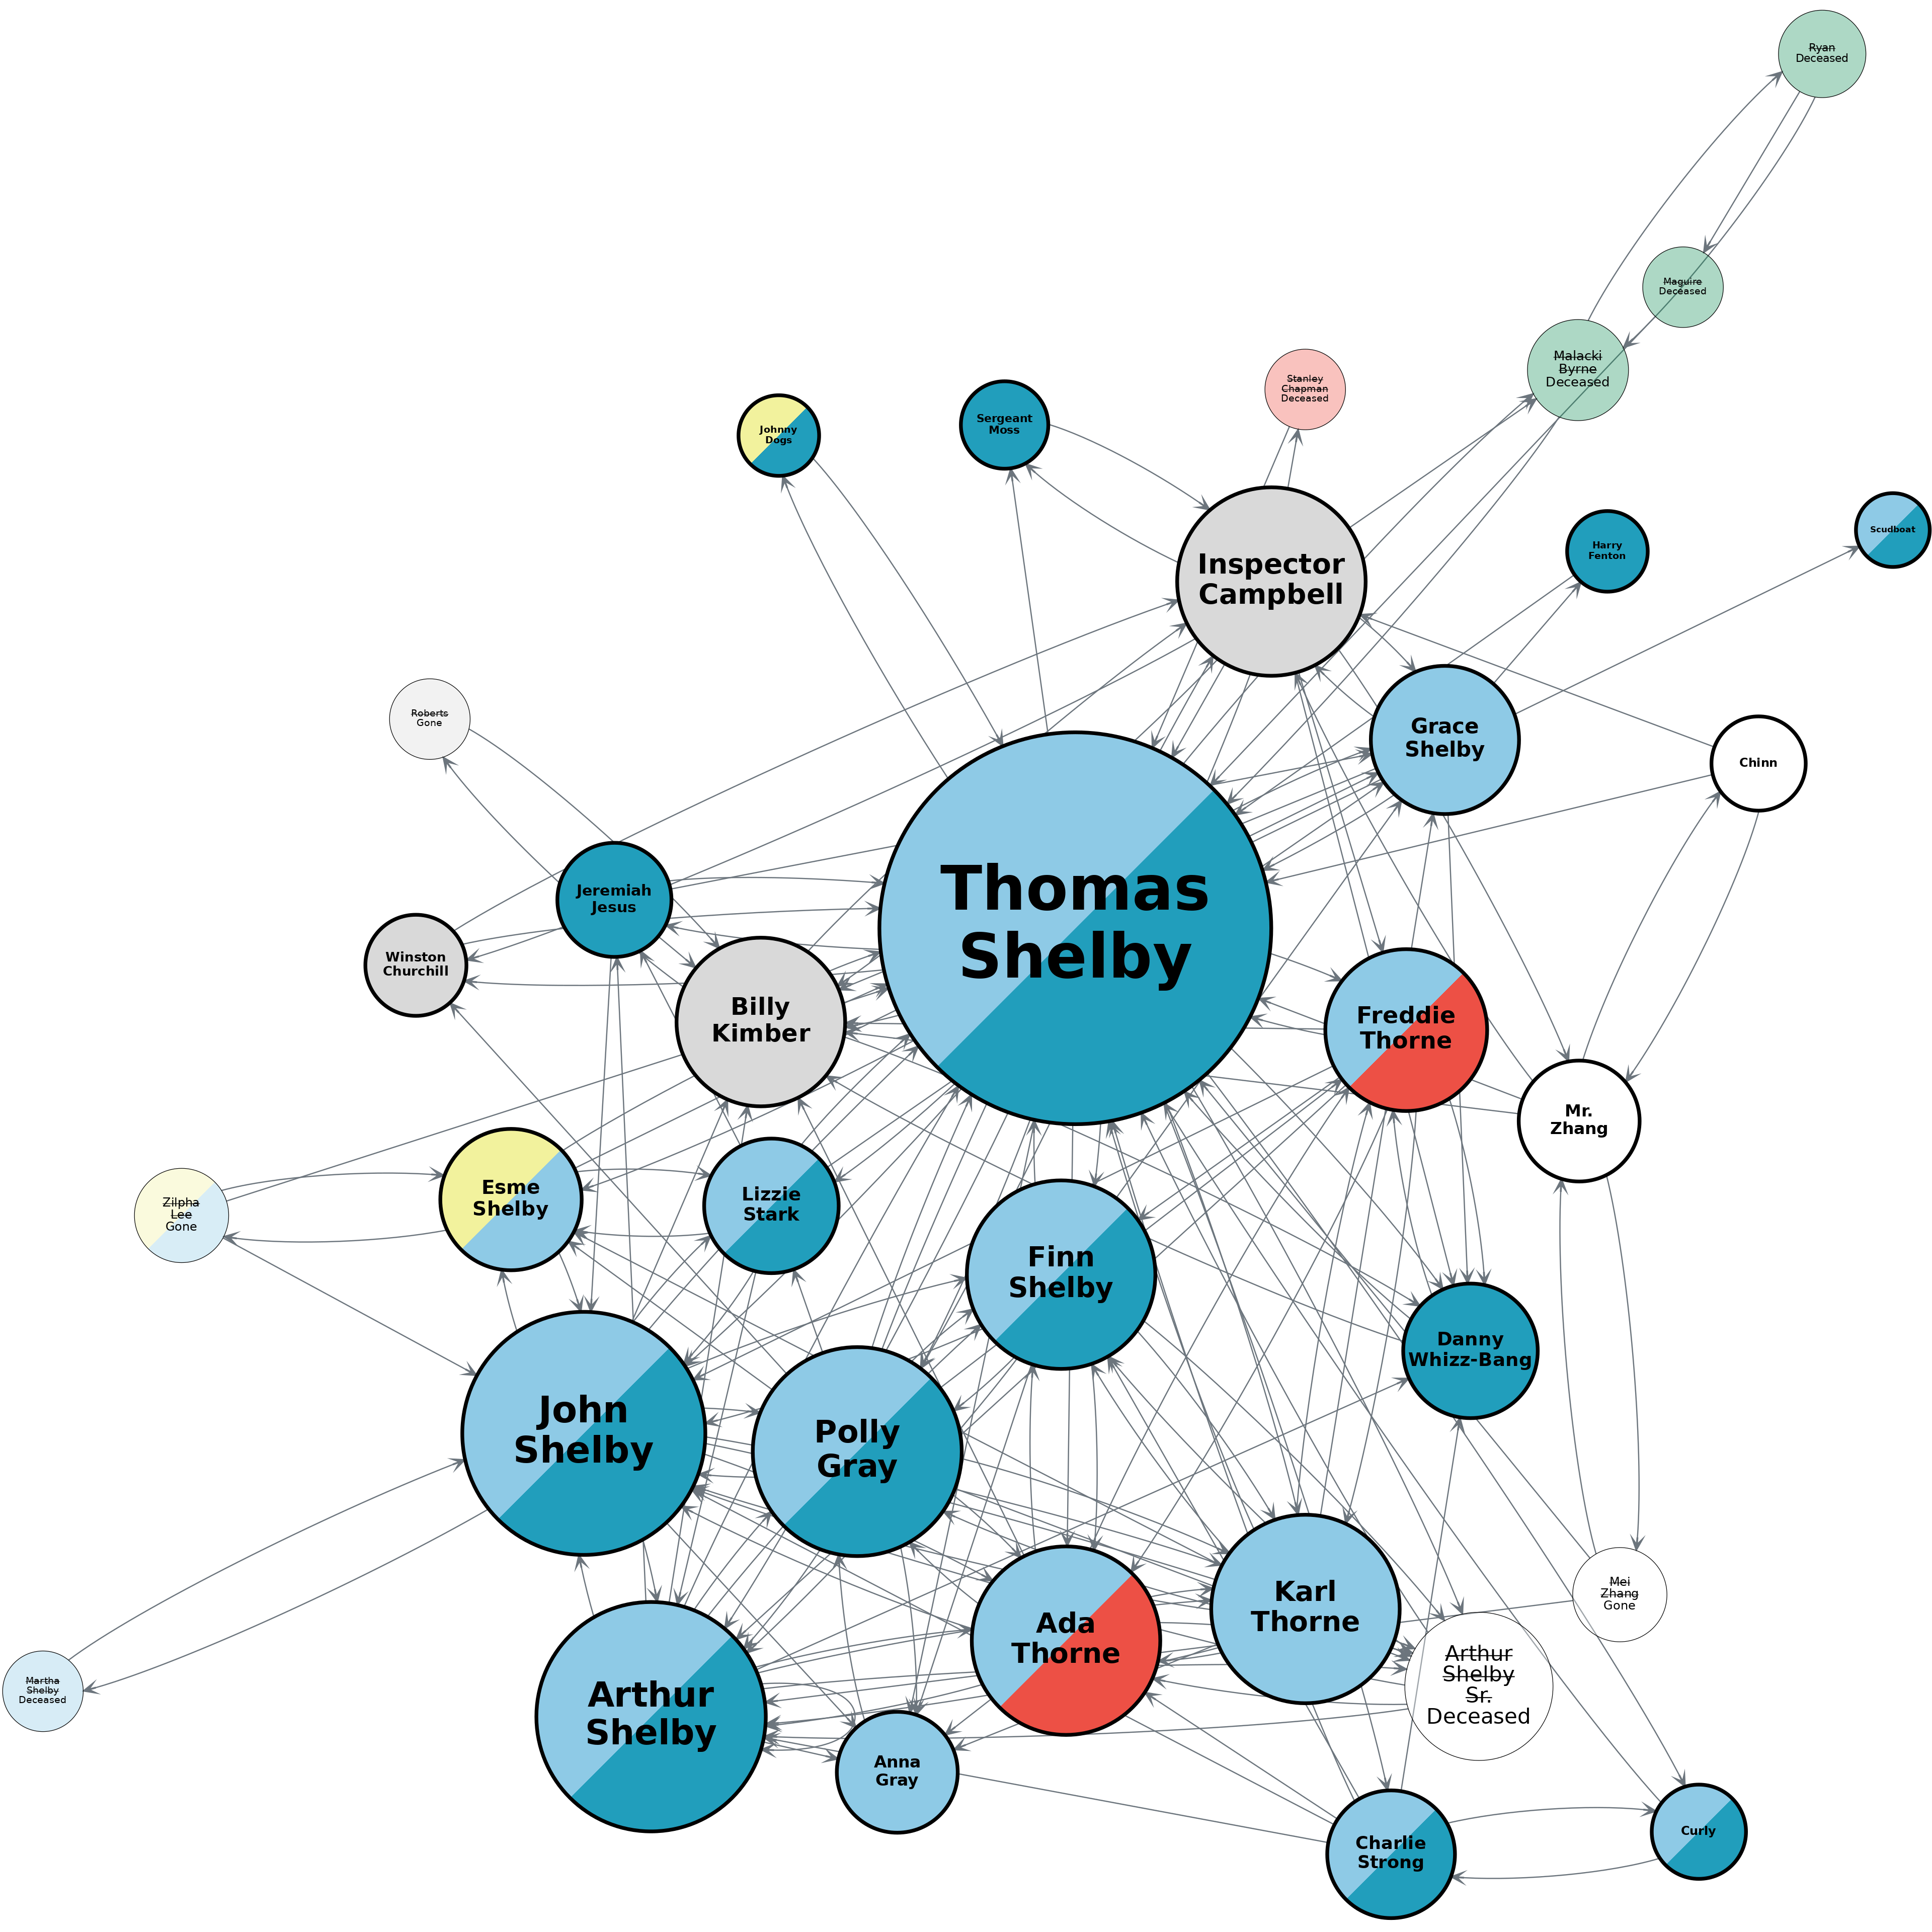 Ryan
Deceased
Maguire
Deceased
Malacki
Byrne
Deceased
Stanley
Chapman
Deceased
Johnny
Dogs
Sergeant
Moss
Inspector
Campbell
Harry
Fenton
Scudboat
Roberts
Gone
Grace
Shelby
Chinn
Thomas
Shelby
Jeremiah
Jesus
Winston
Churchill
Billy
Kimber
Freddie
Thorne
Mr.
Zhang
Zilpha
Lee
Gone
Esme
Shelby
Lizzie
Stark
Finn
Shelby
Danny
Whizz-Bang
John
Shelby
Polly
Gray
Mei
Zhang
Gone
Ada
Thorne
Karl
Thorne
Arthur
Shelby
Sr.
Deceased
Martha
Shelby
Deceased
Arthur
Shelby
Anna
Gray
Charlie
Strong
Curly